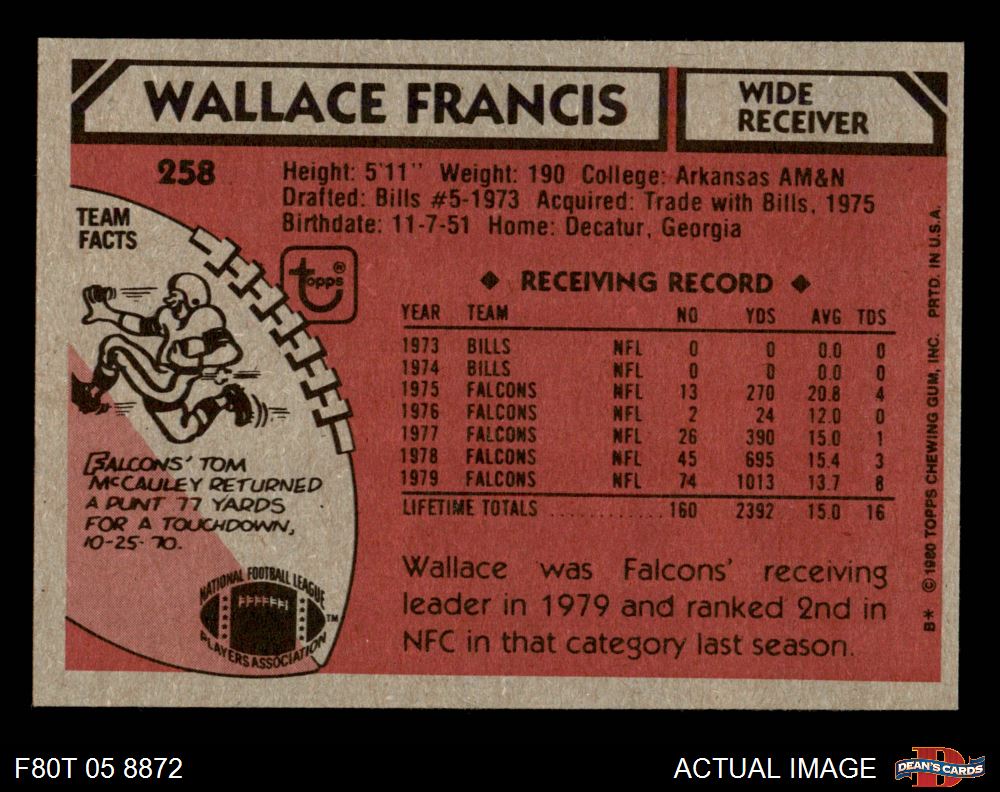 WALLACE FRANCIS
WIDE
RECEIVER
258
Height: 5'11" Weight: 190 College: Arkansas AM&N
Drafted: Bills #5-1973 Acquired: Trade with Bills, 1975
Birthdate: 11-7-51 Home: Decatur, Georgia
TEAM
FACTS
topps®
◆ RECEIVING RECORD ◆
YEAR TEAM NO YDS AVG TDS
1973 BILLS NFL 0 0 0.0 0
1974 BILLS NFL 0 0 0.0 0
1975 FALCONS NFL 13 270 20.8 4
1976 FALCONS NFL 2 24 12.0 0
1977 FALCONS NFL 26 390 15.0 1
1978 FALCONS NFL 45 695 15.4 3
1979 FALCONS NFL 74 1013 13.7 8
LIFETIME TOTALS ............ 160 2392 15.0 16
FALCONS' TOM
McCAULEY RETURNED
A PUNT 77 YARDS
FOR A TOUCHDOWN,
10-25-70.
NATIONAL FOOTBALL LEAGUE
PLAYERS ASSOCIATION™
Wallace was Falcons' receiving
leader in 1979 and ranked 2nd in
NFC in that category last season.
B* © 1980 TOPPS CHEWING GUM, INC. PRTD. IN U.S.A.
F80T 05 8872
ACTUAL IMAGE
D
DEAN'S CARDS